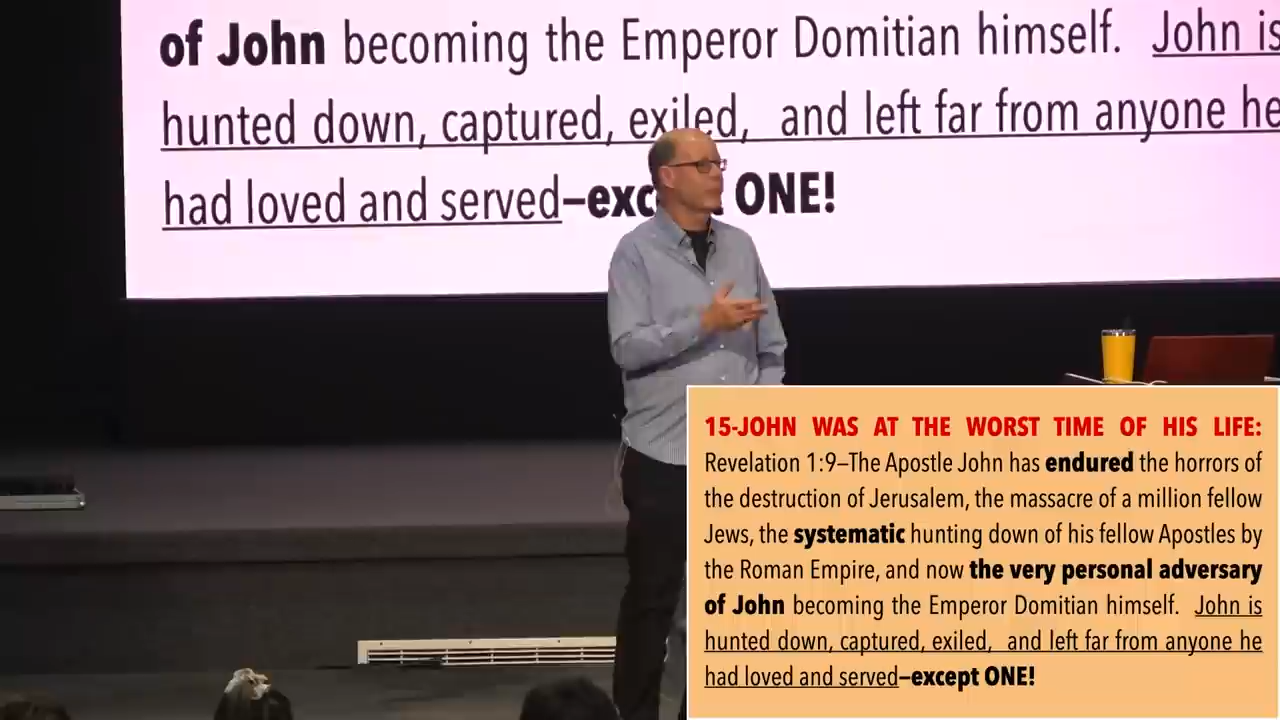 of John becoming the Emperor Domitian himself. John is
hunted down, captured, exiled, and left far from anyone he
had loved and served– ONE!
15-JOHN WAS AT THE WORST TIME OF HIS LIFE:
Revelation 1:9–The Apostle John has endured the horrors of
the destruction of Jerusalem, the massacre of a million fellow
Jews, the systematic hunting down of his fellow Apostles by
the Roman Empire, and now the very personal adversary
of John becoming the Emperor Domitian himself. John is
hunted down, captured, exiled, and left far from anyone he
had loved and served–except ONE!